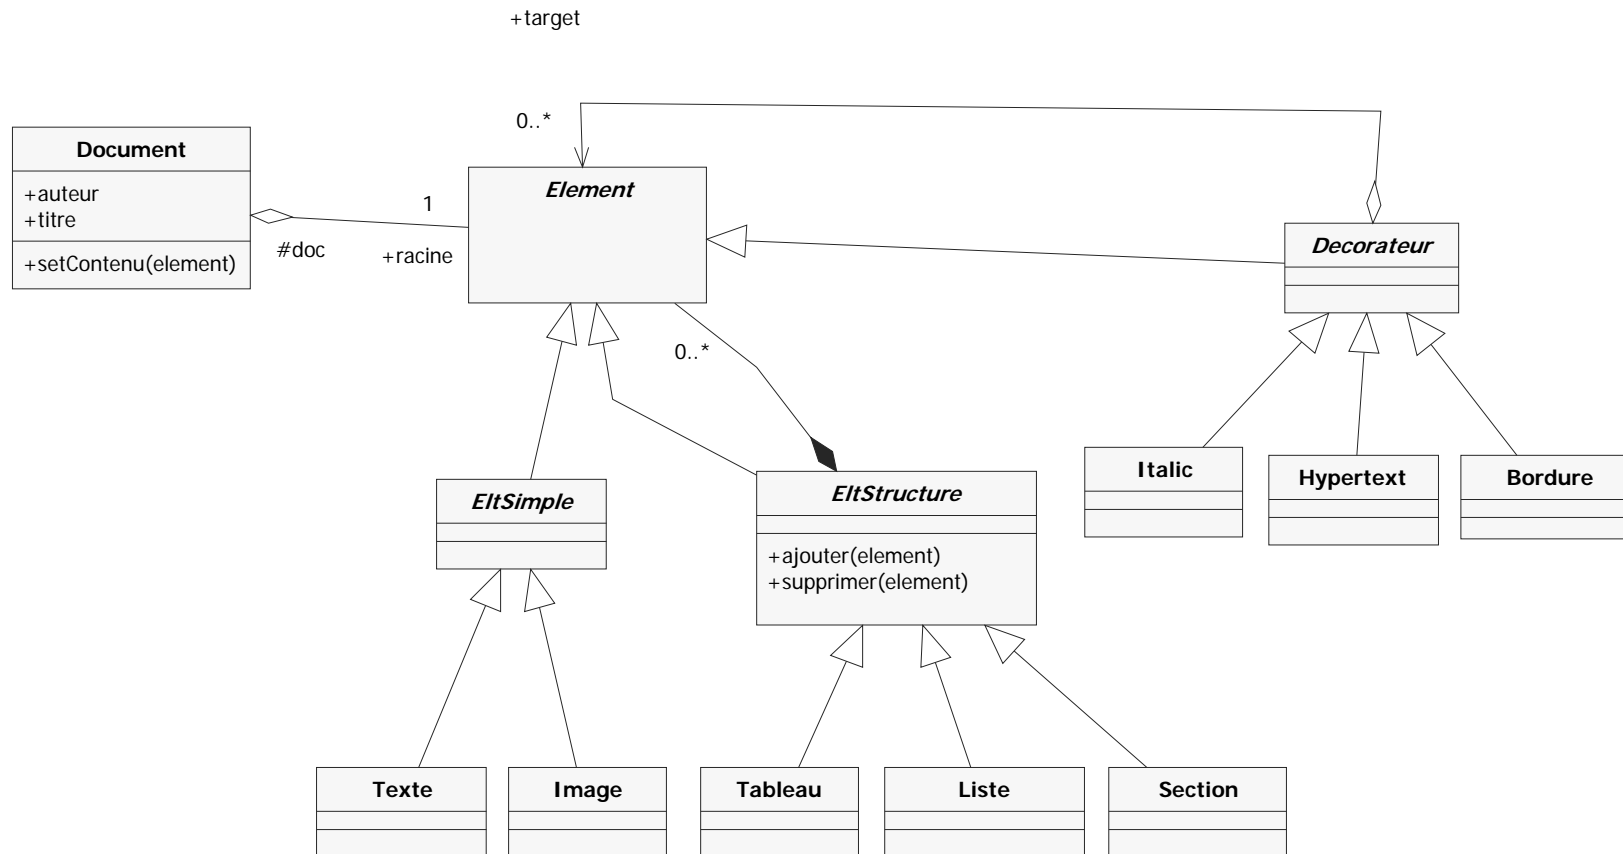 +target
0..*
Document
+auteur
+titre
+setContenu(element)
1
#doc
+racine
Element
Decorateur
0..*
Italic
Hypertext
Bordure
EltSimple
EltStructure
+ajouter(element)
+supprimer(element)
Texte
Image
Tableau
Liste
Section